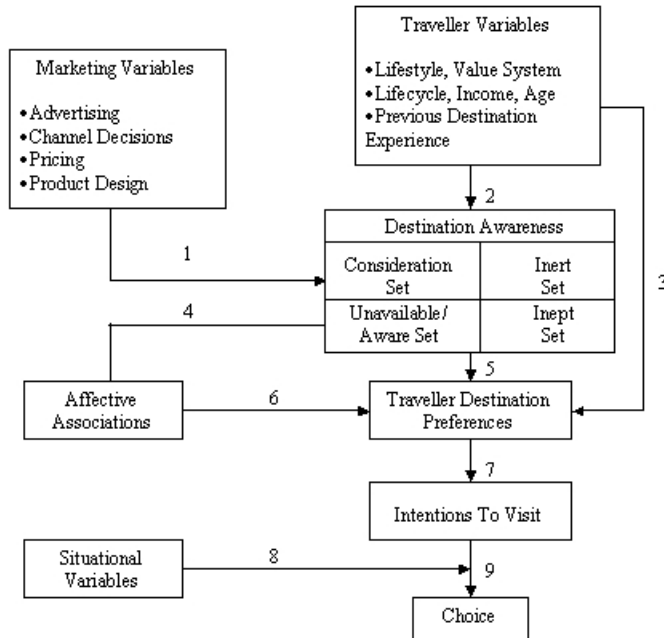 Traveller Variables
•Lifestyle, Value System
•Lifecycle, Income, Age
•Previous Destination
Experience
Marketing Variables
•Advertising
•Channel Decisions
•Pricing
•Product Design
2
Destination Awareness
1
Consideration
Set
Inert
Set
3
4
Unavailable/
Aware Set
Inept
Set
5
Affective
Associations
6
Traveller Destination
Preferences
7
Intentions To Visit
Situational
Variables
8
9
Choice